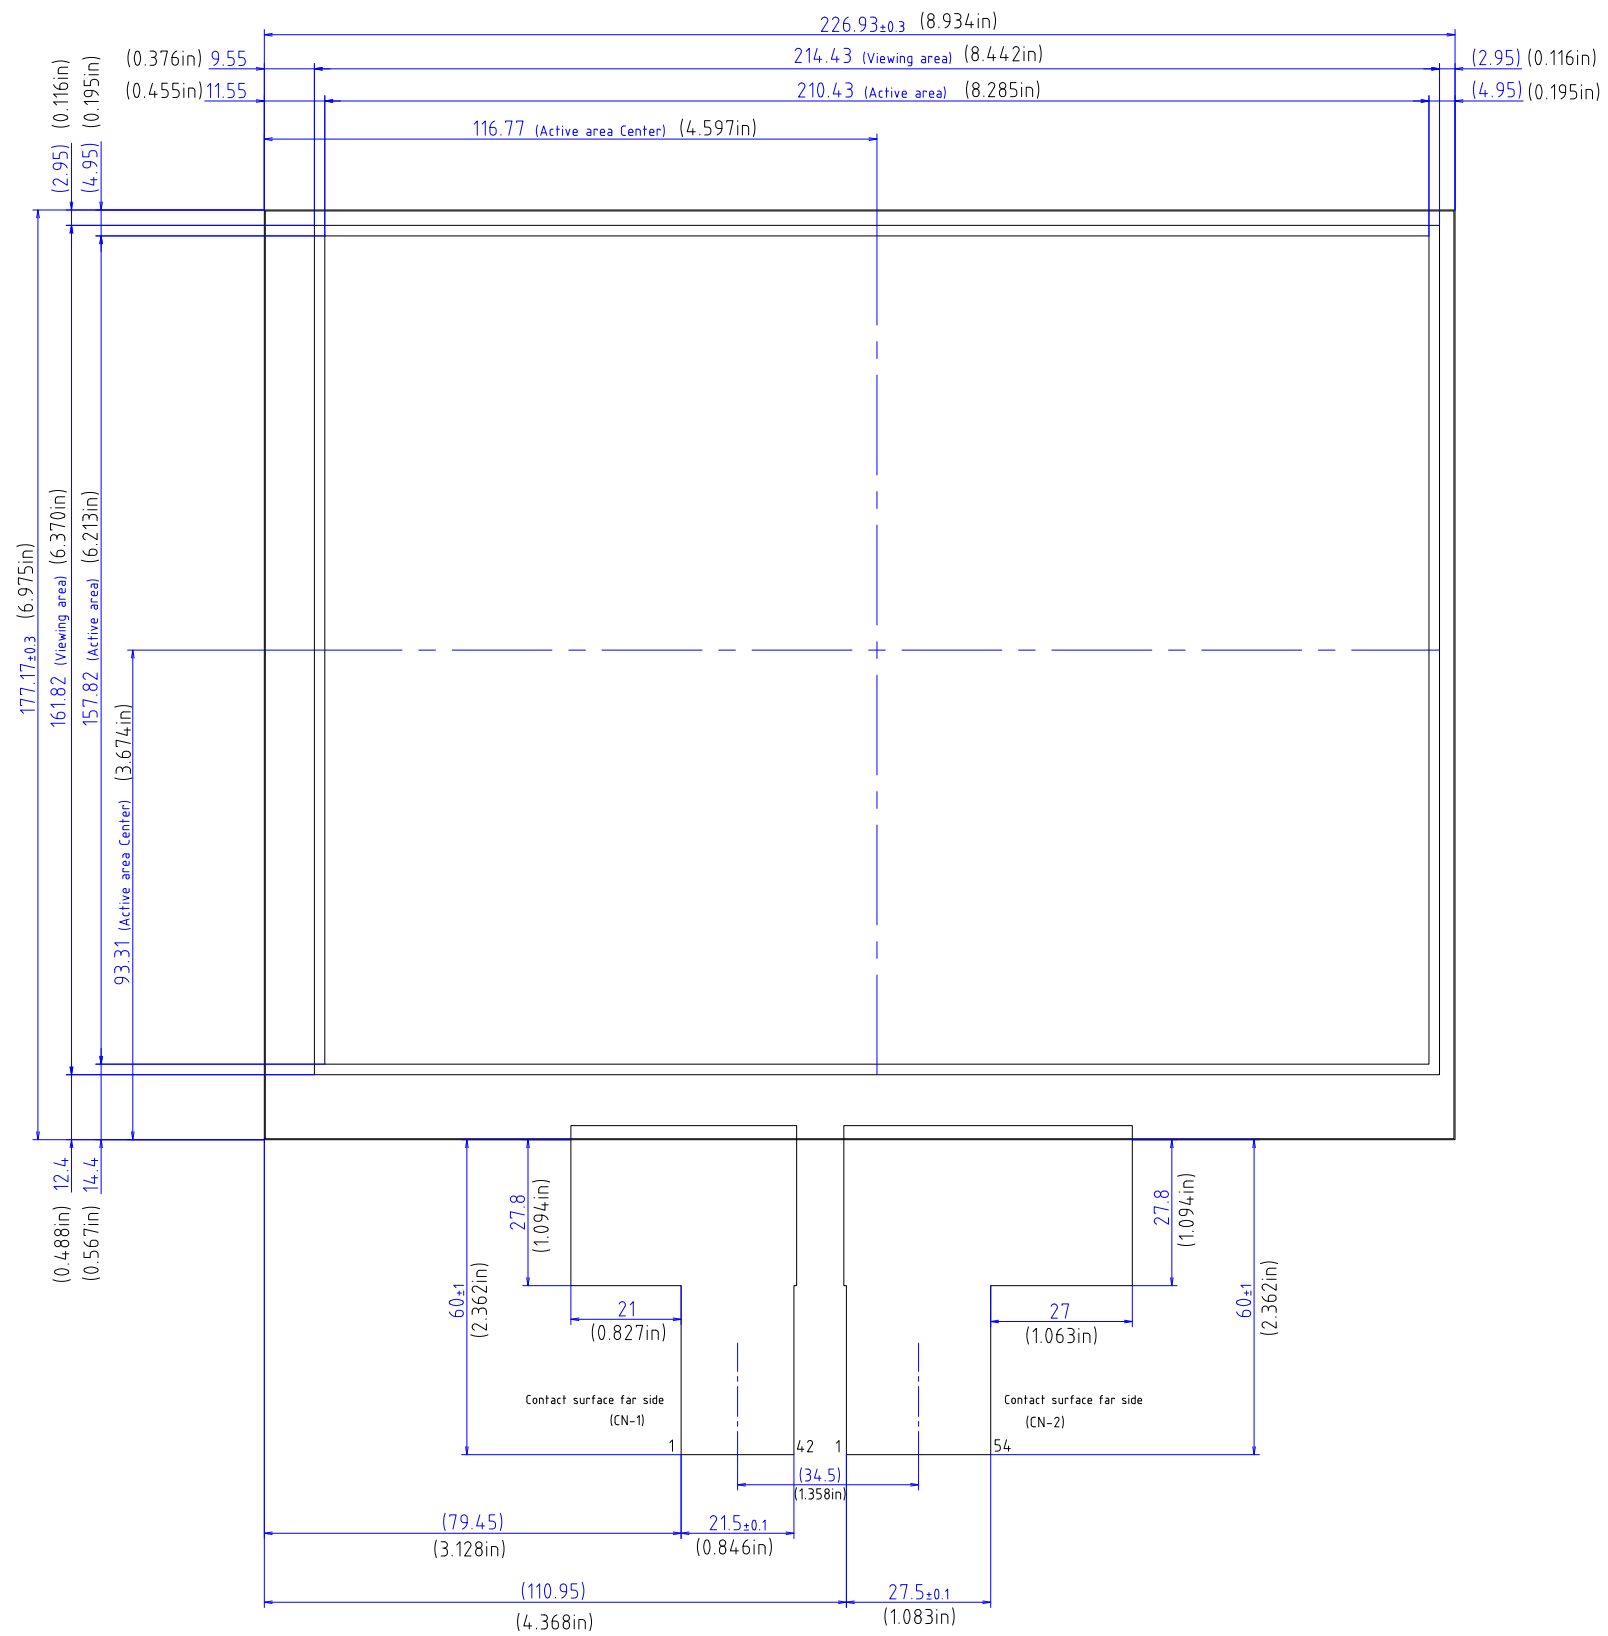 226.93±0.3 (8.934in)
(0.376in) 9.55 214.43 (Viewing area) (8.442in) (2.95) (0.116in)
(0.455in) 11.55 210.43 (Active area) (8.285in) (4.95) (0.195in)
116.77 (Active area Center) (4.597in)
(2.95) (0.116in)
(4.95) (0.195in)
177.17±0.3 (6.975in)
161.82 (Viewing area) (6.370in)
157.82 (Active area) (6.213in)
93.31 (Active area Center) (3.674in)
(0.488in) 12.4
(0.567in) 14.4
27.8
(1.094in)
27.8
(1.094in)
60±1
(2.362in)
60±1
(2.362in)
21
(0.827in)
27
(1.063in)
Contact surface far side
(CN-1)
Contact surface far side
(CN-2)
1 42 1 54
(34.5)
(1.358in)
(79.45) 21.5±0.1
(3.128in) (0.846in)
(110.95) 27.5±0.1
(4.368in) (1.083in)